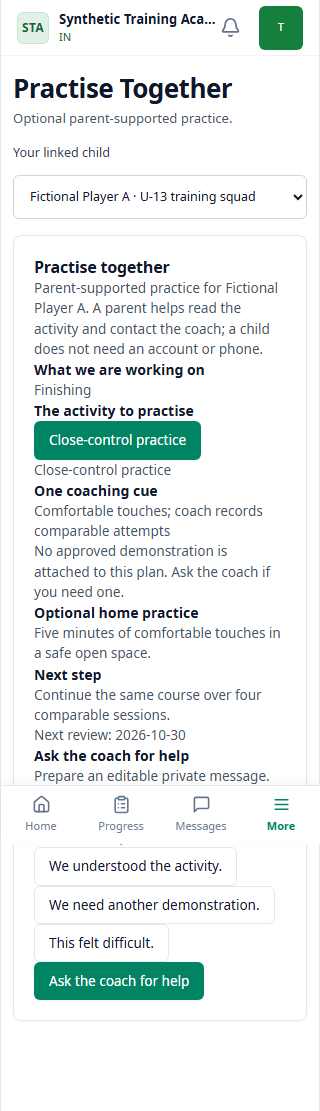 STA
Synthetic Training Aca...
IN
T
Practise Together
Optional parent-supported practice.
Your linked child
Fictional Player A · U-13 training squad
Practise together
Parent-supported practice for Fictional
Player A. A parent helps read the
activity and contact the coach; a child
does not need an account or phone.
What we are working on
Finishing
The activity to practise
Close-control practice
Close-control practice
One coaching cue
Comfortable touches; coach records
comparable attempts
No approved demonstration is
attached to this plan. Ask the coach if
you need one.
Optional home practice
Five minutes of comfortable touches in
a safe open space.
Next step
Continue the same course over four
comparable sessions.
Next review: 2026-10-30
Ask the coach for help
Prepare an editable private message.
Home
Progress
Messages
More
We understood the activity.
We need another demonstration.
This felt difficult.
Ask the coach for help